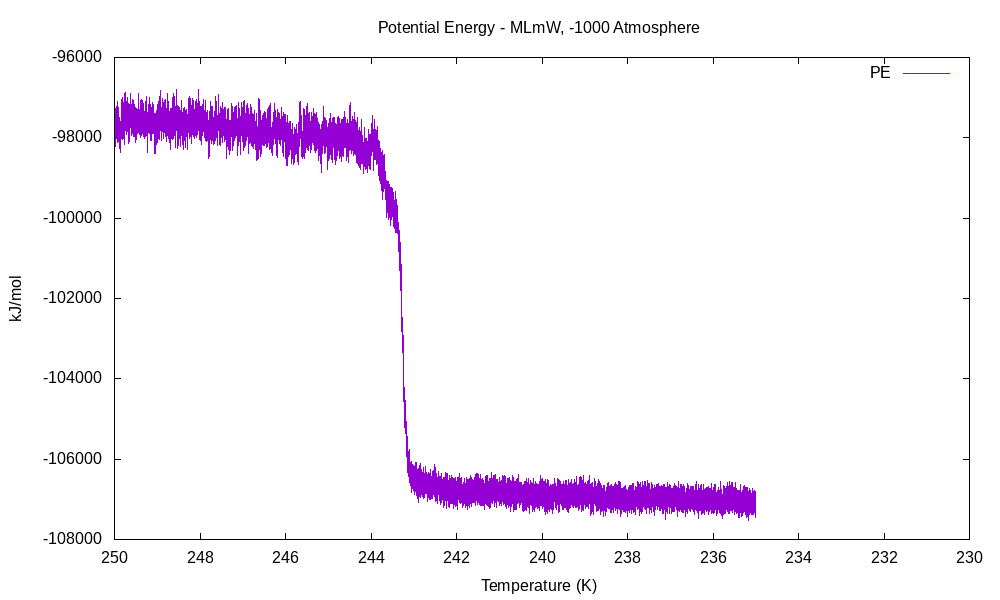 Potential Energy - MLmW, -1000 Atmosphere
PE
-96000
-98000
-100000
-102000
-104000
-106000
-108000
kJ/mol
250 248 246 244 242 240 238 236 234 232 230
Temperature (K)